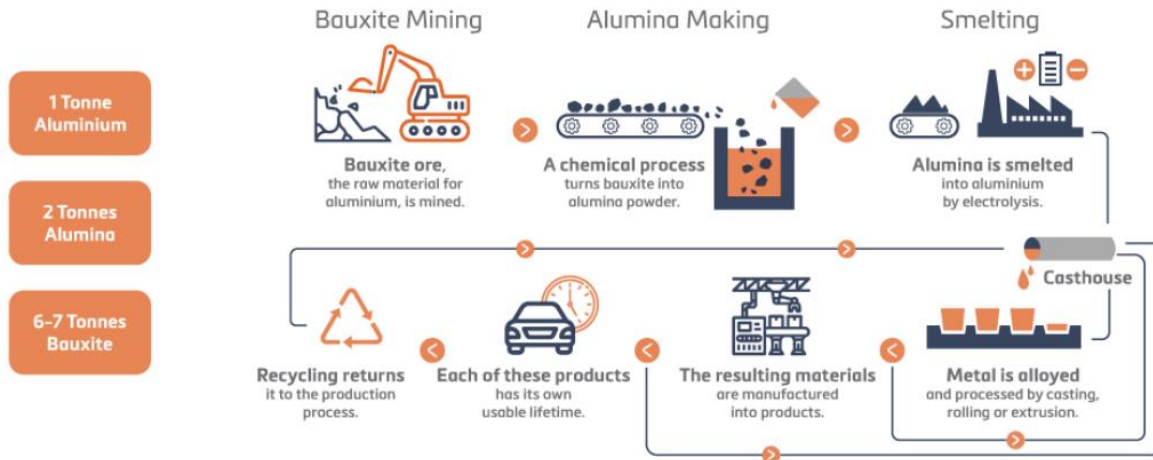 Bauxite Mining
Alumina Making
Smelting
1 Tonne
Aluminium
2 Tonnes
Alumina
6-7 Tonnes
Bauxite
Bauxite ore,
the raw material for
aluminium, is mined.
A chemical process
turns bauxite into
alumina powder.
Alumina is smelted
into aluminium
by electrolysis.
Casthouse
Recycling returns
it to the production
process.
Each of these products
has its own
usable lifetime.
The resulting materials
are manufactured
into products.
Metal is alloyed
and processed by casting,
rolling or extrusion.